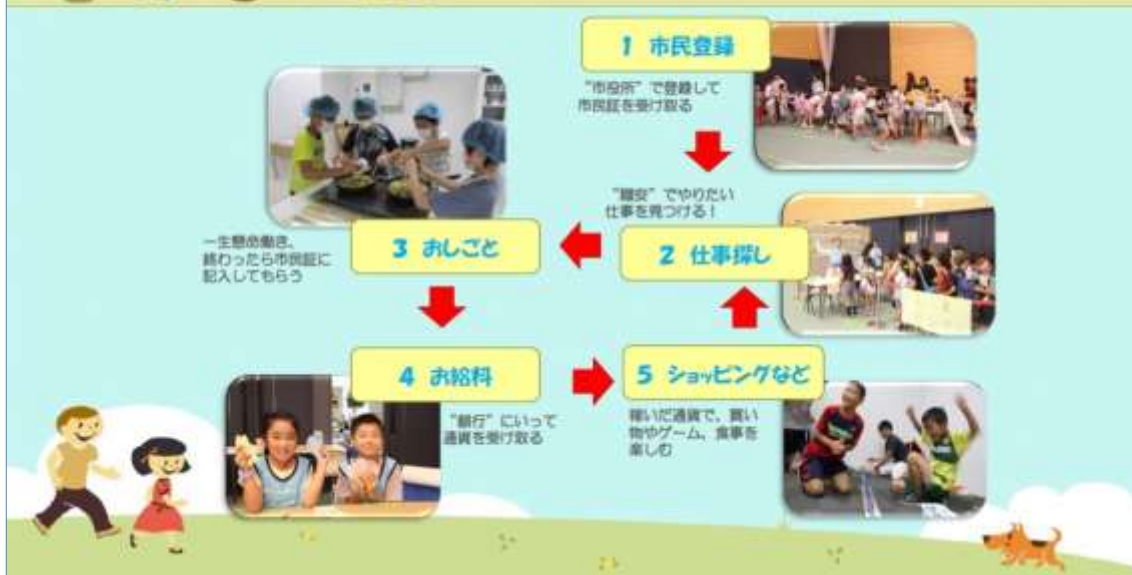 1 市民登録
"市役所"で登録して
市民証を受け取る
"職安"でやりたい
仕事を見つける!
2 仕事探し
3 おしごと
一生懸命働き、
終わったら市民証に
記入してもらう
4 お給料
"銀行"にいって
通貨を受け取る
5 ショッピングなど
稼いだ通貨で、買い
物やゲーム、食事を
楽しむ